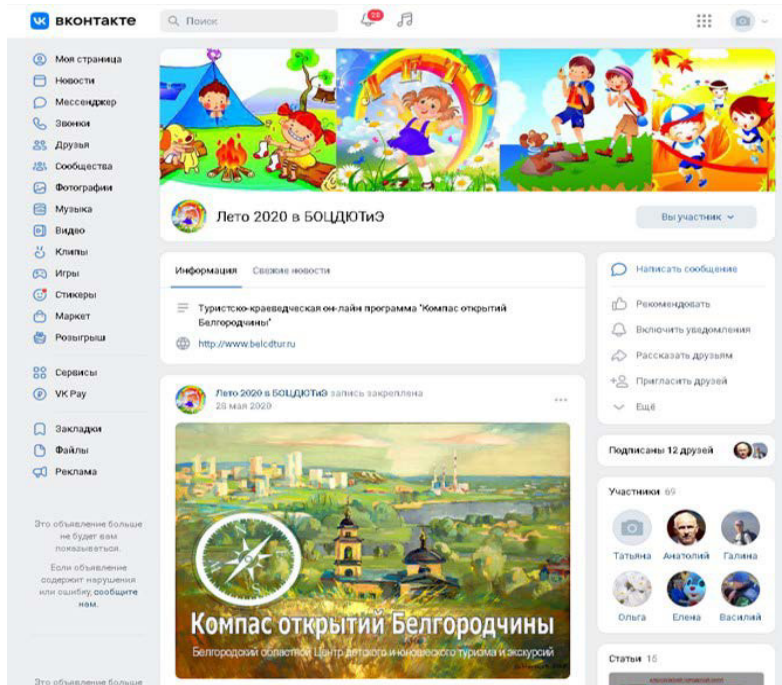 вконтакте
Поиск
28
Моя страница
Новости
Мессенджер
Звонки
Друзья
Сообщества
Фотографии
Музыка
Видео
Клипы
Игры
Стикеры
Маркет
Розыгрыш
Сервисы
VK Pay
Закладки
Файлы
Реклама
Это объявление больше
не будет вам
показываться.
Если объявление
содержит нарушения
или ошибку, сообщите
нам.
Это объявление больше
ЛЕТО
Лето 2020 в БОЦДЮТиЭ
Вы участник
Информация
Свежие новости
Туристско-краеведческая он-лайн программа "Компас открытий
Белгородчины"
http://www.belcdtur.ru
Лето 2020 в БОЦДЮТиЭ запись закреплена
28 мая 2020
Компас открытий Белгородчины
Белгородский областной Центр детского и юношеского туризма и экскурсий
Написать сообщение
Рекомендовать
Включить уведомления
Рассказать друзьям
Пригласить друзей
Ещё
Подписаны 12 друзей
Участники 69
Татьяна Анатолий Галина
Ольга Елена Василий
Статьи 16